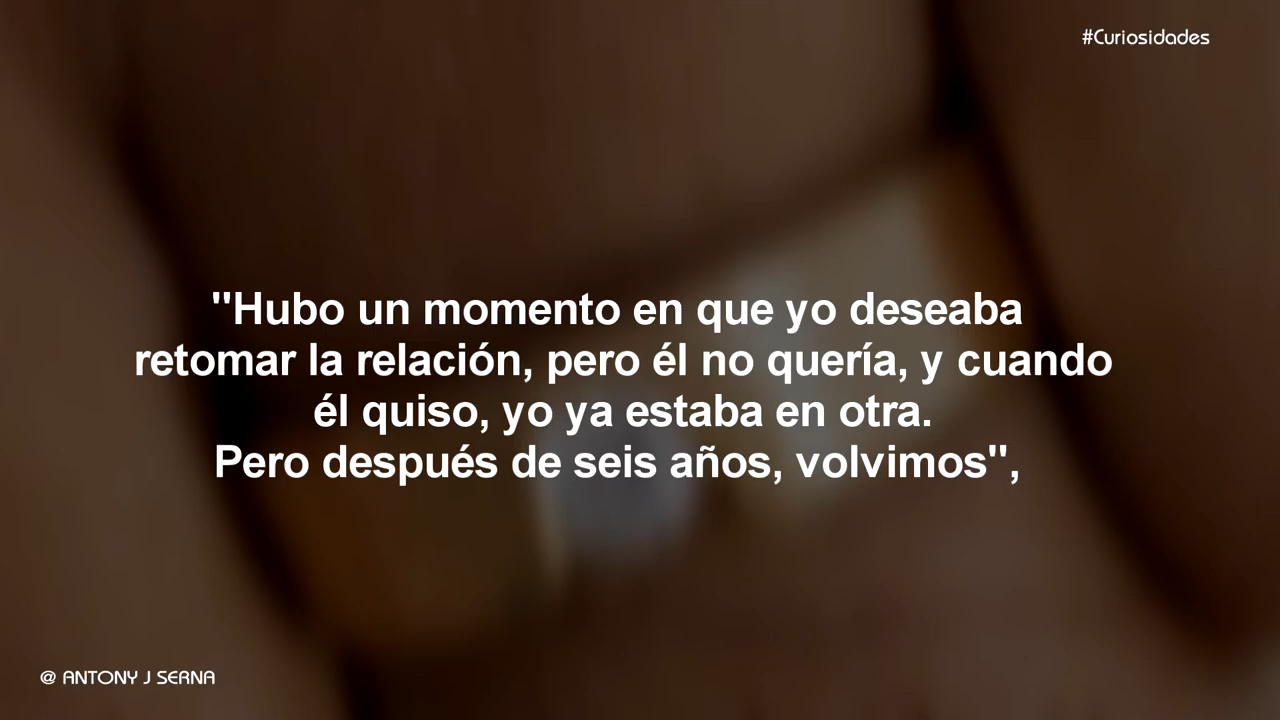 #Curiosidades
"Hubo un momento en que yo deseaba
retomar la relación, pero él no quería, y cuando
él quiso, yo ya estaba en otra.
Pero después de seis años, volvimos",
@ ANTONY J SERNA